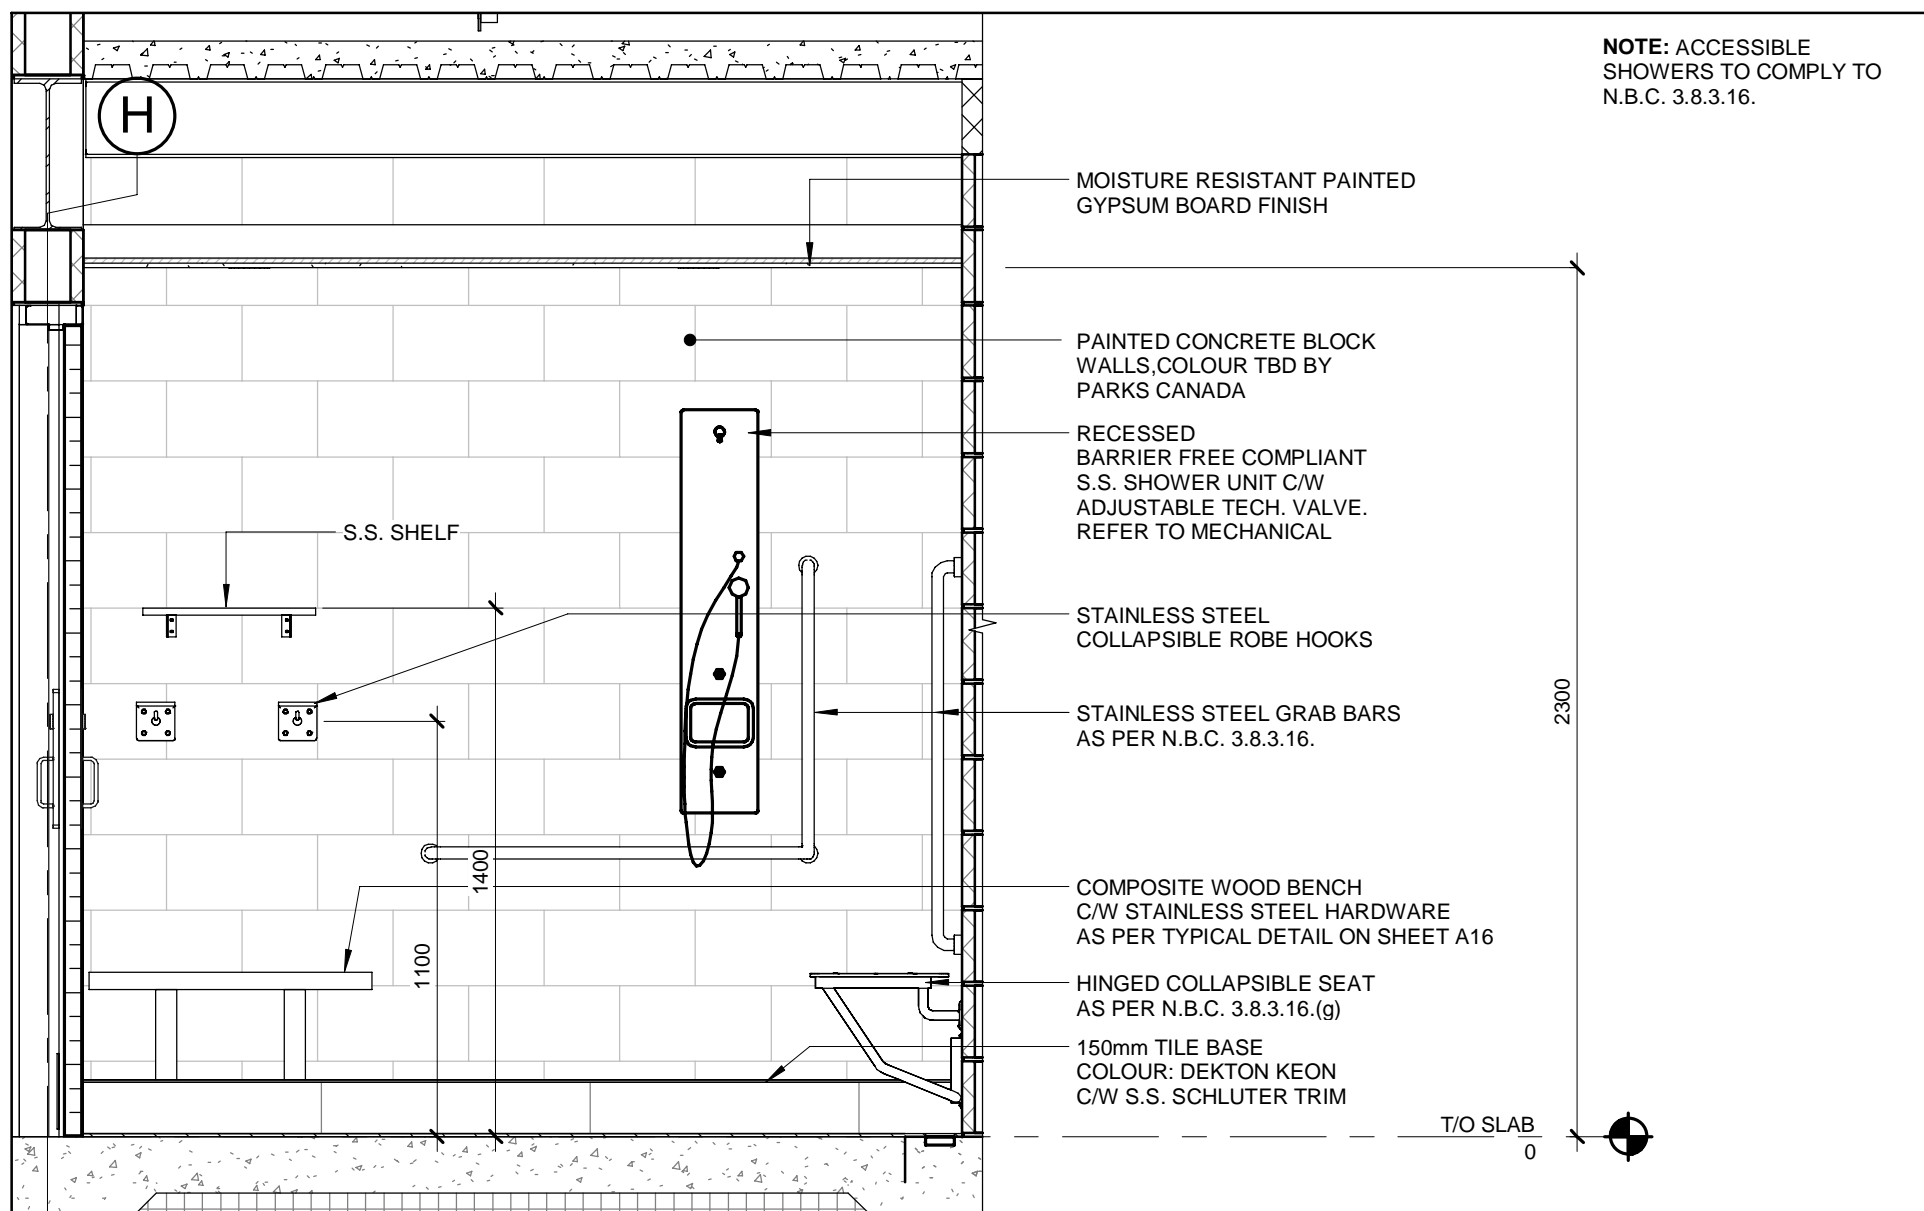 NOTE: ACCESSIBLE
SHOWERS TO COMPLY TO
N.B.C. 3.8.3.16.
H
MOISTURE RESISTANT PAINTED
GYPSUM BOARD FINISH
PAINTED CONCRETE BLOCK
WALLS,COLOUR TBD BY
PARKS CANADA
RECESSED
BARRIER FREE COMPLIANT
S.S. SHOWER UNIT C/W
ADJUSTABLE TECH. VALVE.
REFER TO MECHANICAL
S.S. SHELF
STAINLESS STEEL
COLLAPSIBLE ROBE HOOKS
STAINLESS STEEL GRAB BARS
AS PER N.B.C. 3.8.3.16.
2300
1400
1100
COMPOSITE WOOD BENCH
C/W STAINLESS STEEL HARDWARE
AS PER TYPICAL DETAIL ON SHEET A16
HINGED COLLAPSIBLE SEAT
AS PER N.B.C. 3.8.3.16.(g)
150mm TILE BASE
COLOUR: DEKTON KEON
C/W S.S. SCHLUTER TRIM
T/O SLAB
0